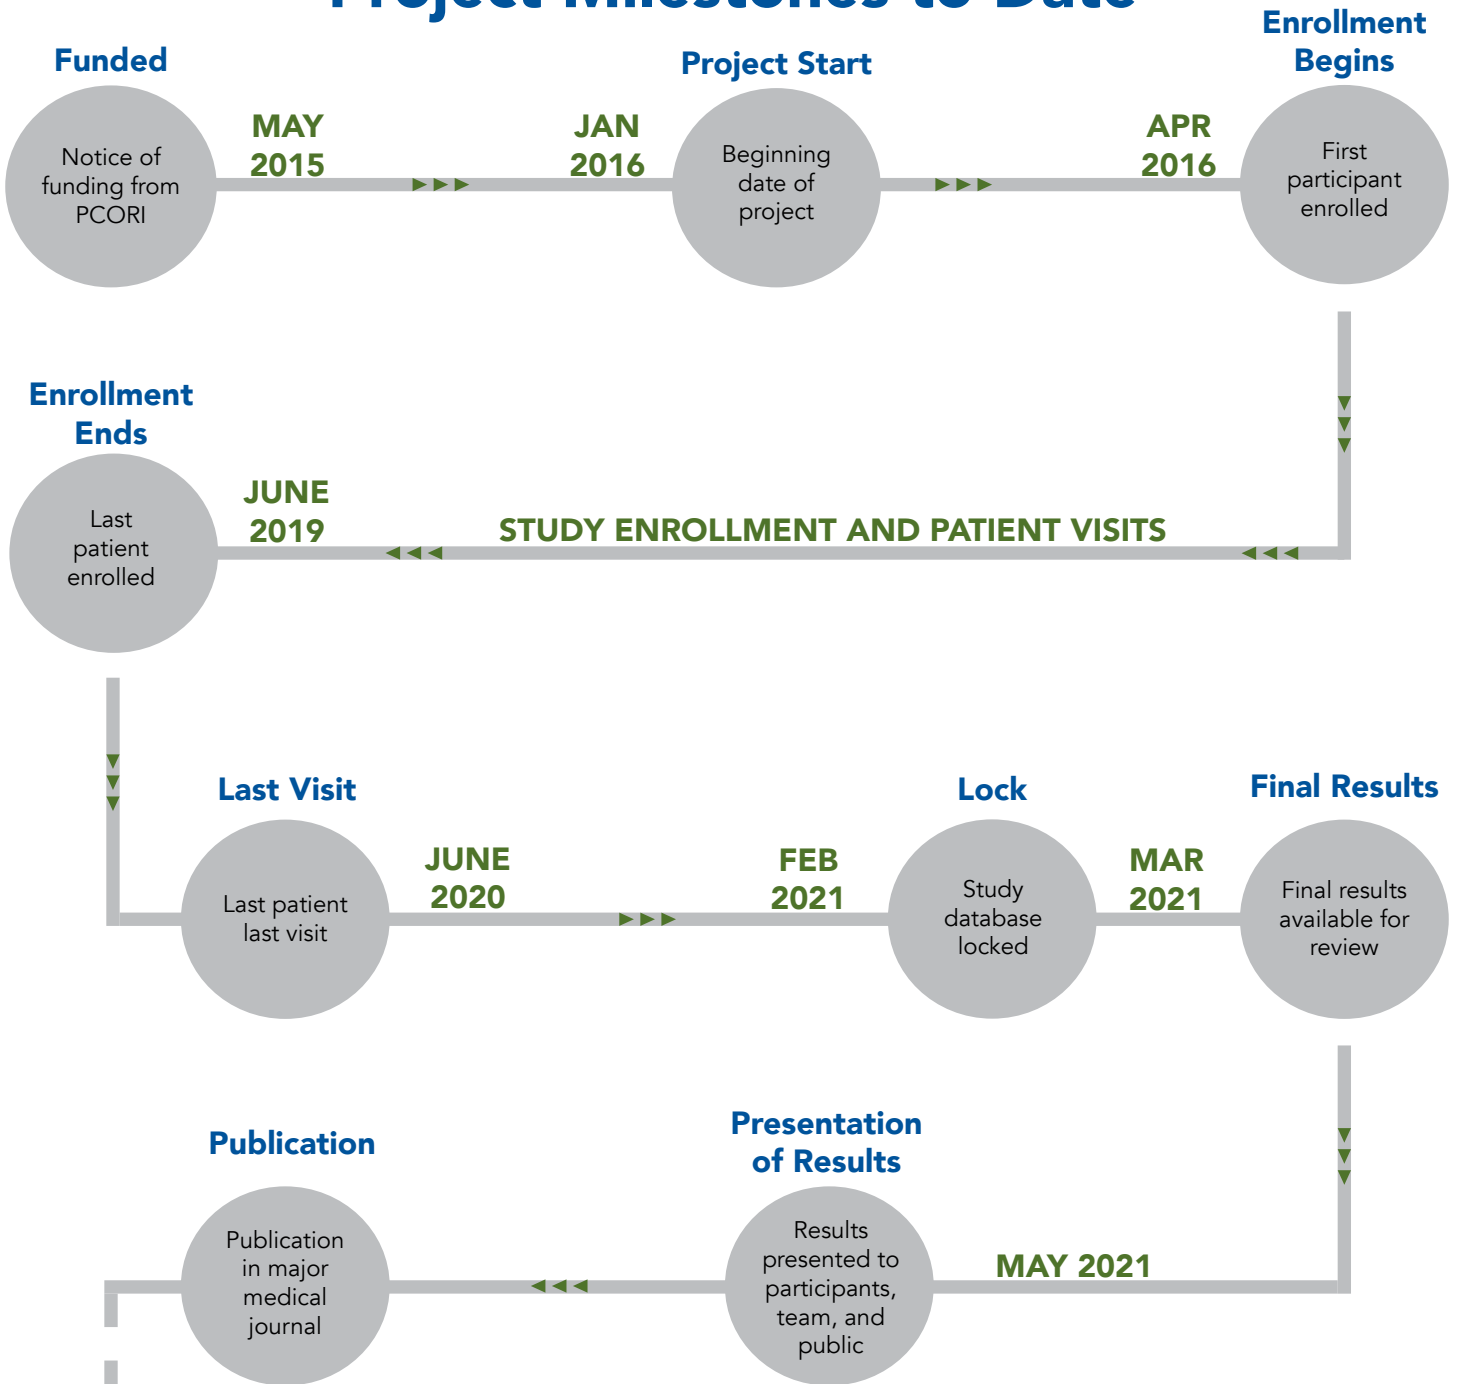 Project Milestones to Date
Funded
Notice of
funding from
PCORI
MAY
2015
JAN
2016
Project Start
Beginning
date of
project
APR
2016
Enrollment
Begins
First
participant
enrolled
STUDY ENROLLMENT AND PATIENT VISITS
JUNE
2019
Enrollment
Ends
Last
patient
enrolled
Last Visit
Last patient
last visit
JUNE
2020
FEB
2021
Lock
Study
database
locked
MAR
2021
Final Results
Final results
available for
review
MAY 2021
Presentation
of Results
Results
presented to
participants,
team, and
public
Publication
Publication
in major
medical
journal